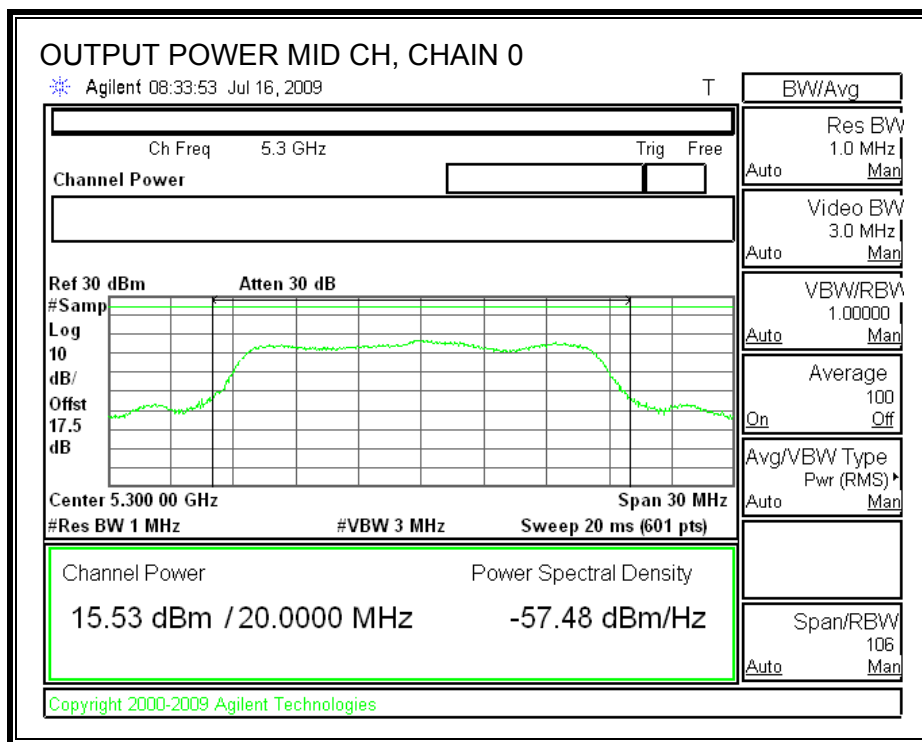 OUTPUT POWER MID CH, CHAIN 0
Agilent 08:33:53 Jul 16, 2009 T
Ch Freq 5.3 GHz Trig Free
Channel Power
Ref 30 dBm Atten 30 dB
#Samp
Log
10
dB/
Offst
17.5
dB
Center 5.300 00 GHz Span 30 MHz
#Res BW 1 MHz #VBW 3 MHz Sweep 20 ms (601 pts)
Channel Power Power Spectral Density
15.53 dBm / 20.0000 MHz -57.48 dBm/Hz
Copyright 2000-2009 Agilent Technologies
BW/Avg
Res BW
1.0 MHz
Auto Man
Video BW
3.0 MHz
Auto Man
VBW/RBW
1.00000
Auto Man
Average
100
On Off
Avg/VBW Type
Pwr (RMS)
Auto Man
Span/RBW
106
Auto Man